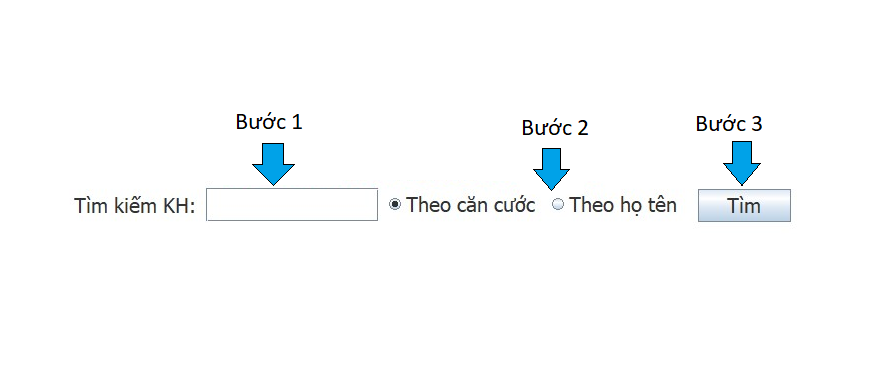 Bước 1
Bước 2
Bước 3
Tìm kiếm KH:
Theo căn cước
Theo họ tên
Tìm